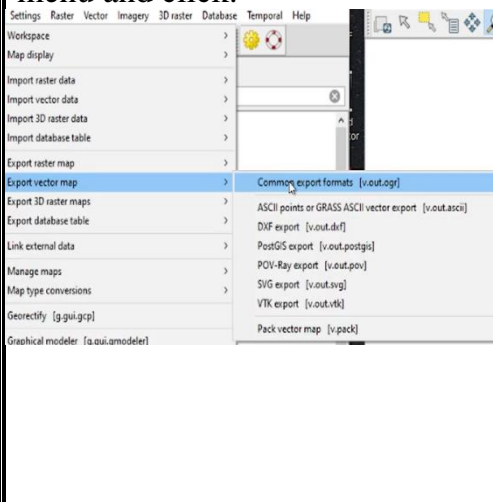 menu and click.
Settings Raster Vector Imagery 3D raster Database Temporal Help
Workspace
Map display
Import raster data
Import vector data
Import 3D raster data
Import database table
Export raster map
Export vector map
Common export formats [v.out.ogr]
Export 3D raster maps
ASCII points or GRASS ASCII vector export [v.out.ascii]
Export database table
DXF export [v.out.dxf]
PostGIS export [v.out.postgis]
Link external data
POV-Ray export [v.out.pov]
Manage maps
SVG export [v.out.svg]
Map type conversions
VTK export [v.out.vtk]
Georectify [g.gui.gcp]
Pack vector map [v.pack]
Graphical modeler [g.gui.gmodeler]